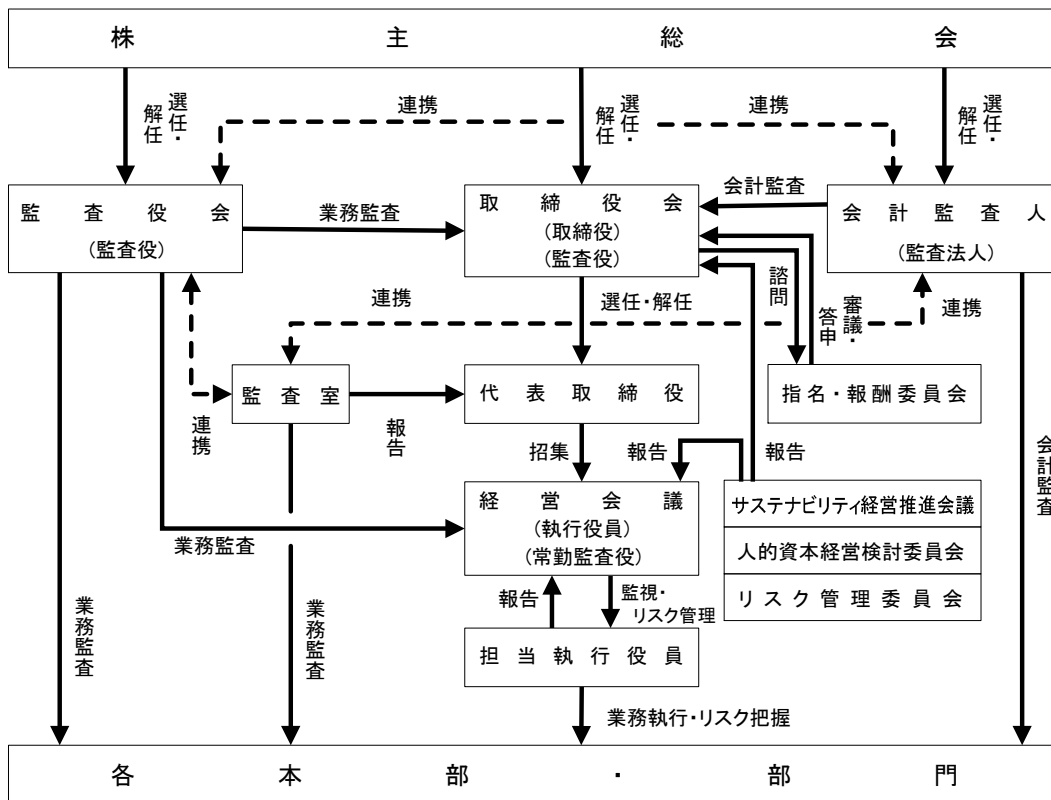 株主総会
選任・
解任
連携
選任・
解任
連携
選任・
解任
監査役会
(監査役)
業務監査
取締役会
(取締役)
(監査役)
会計監査
会計監査人
(監査法人)
連携
選任・解任
諮問
審議・
答申
連携
監査室
報告
代表取締役
指名・報酬委員会
連携
招集
報告
報告
会計監査
経営会議
(執行役員)
(常勤監査役)
業務監査
サステナビリティ経営推進会議
人的資本経営検討委員会
リスク管理委員会
報告
監視・
リスク管理
業務監査
業務監査
担当執行役員
業務執行・リスク把握
各本部・部門